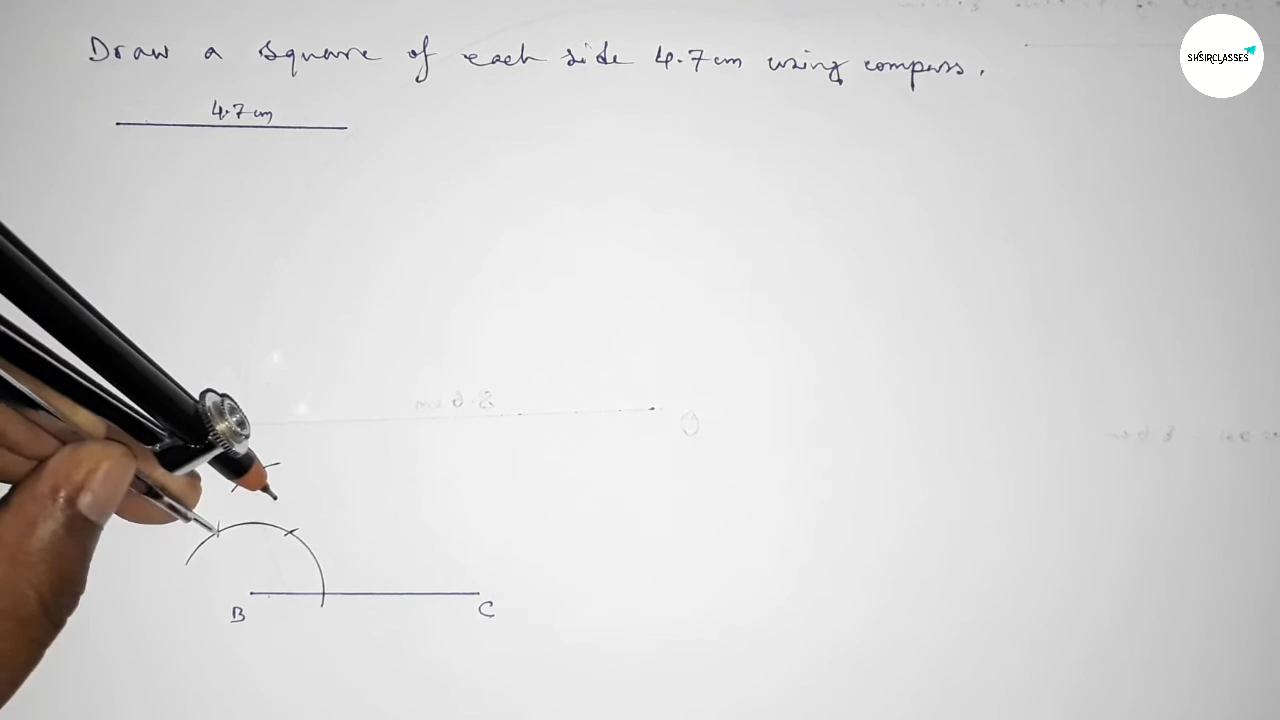 Draw a square of each side 4.7cm using compass.
SHSIRCLASSES
4.7cm
B
C